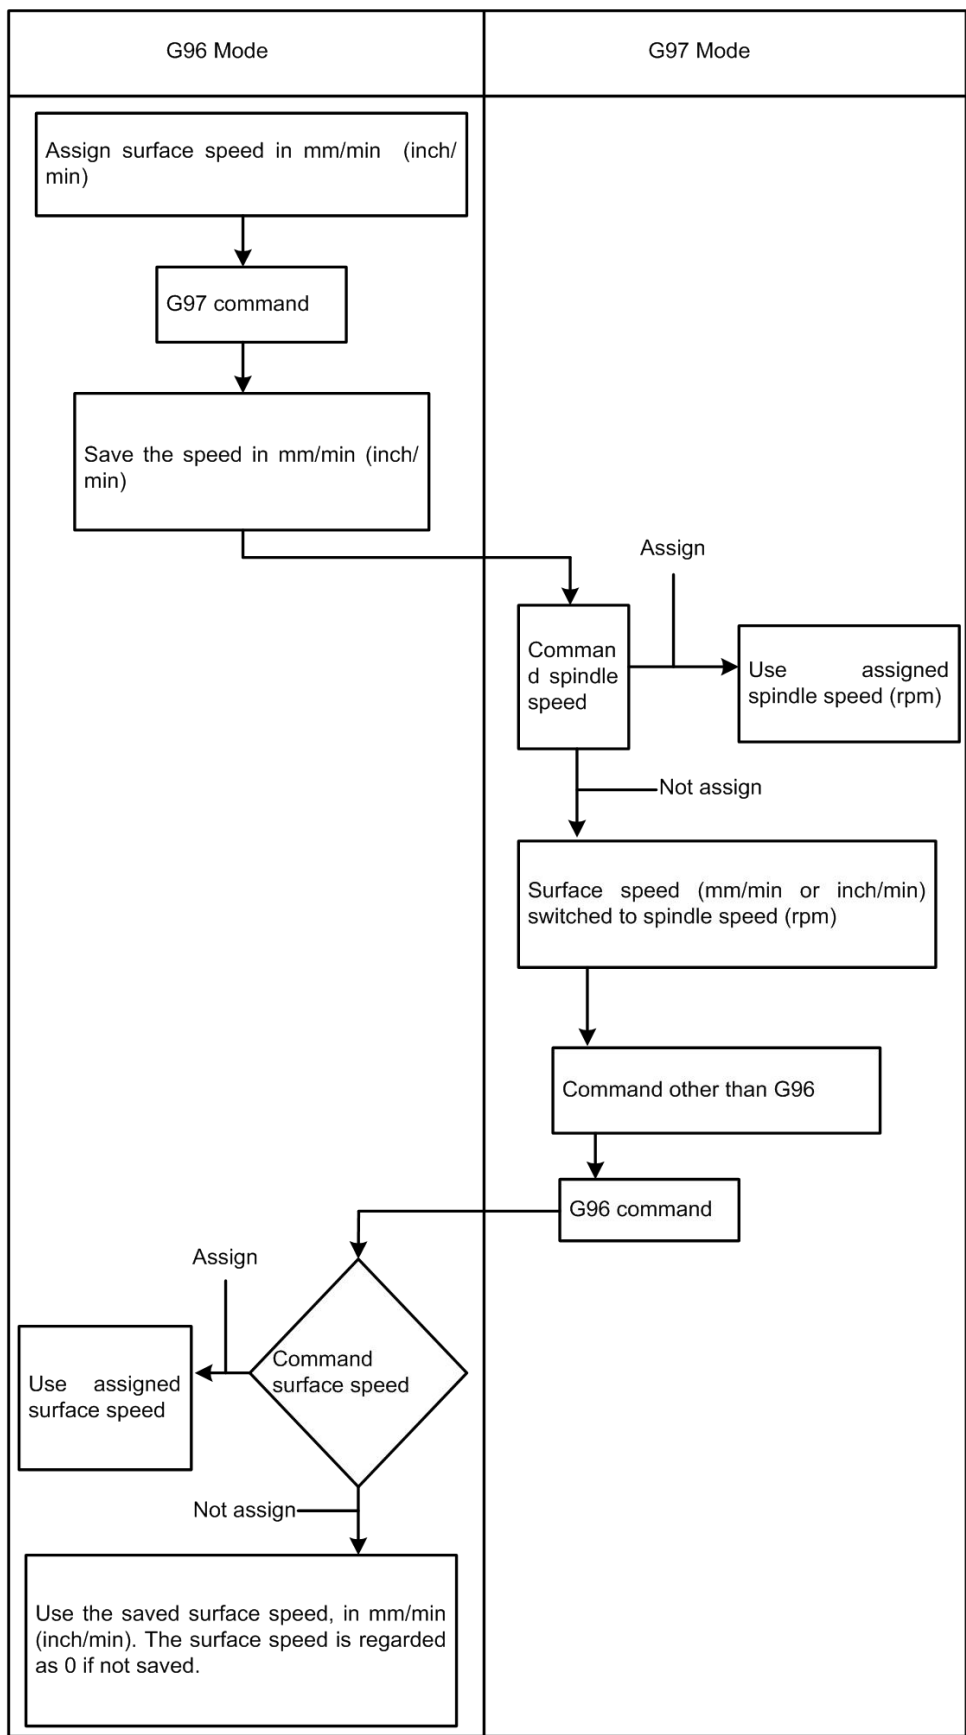 G96 Mode
G97 Mode
Assign surface speed in mm/min (inch/
min)
G97 command
Save the speed in mm/min (inch/
min)
Assign
Comman
d spindle
speed
Use assigned
spindle speed (rpm)
Not assign
Surface speed (mm/min or inch/min)
switched to spindle speed (rpm)
Command other than G96
G96 command
Assign
Command
surface speed
Use assigned
surface speed
Not assign
Use the saved surface speed, in mm/min
(inch/min). The surface speed is regarded
as 0 if not saved.